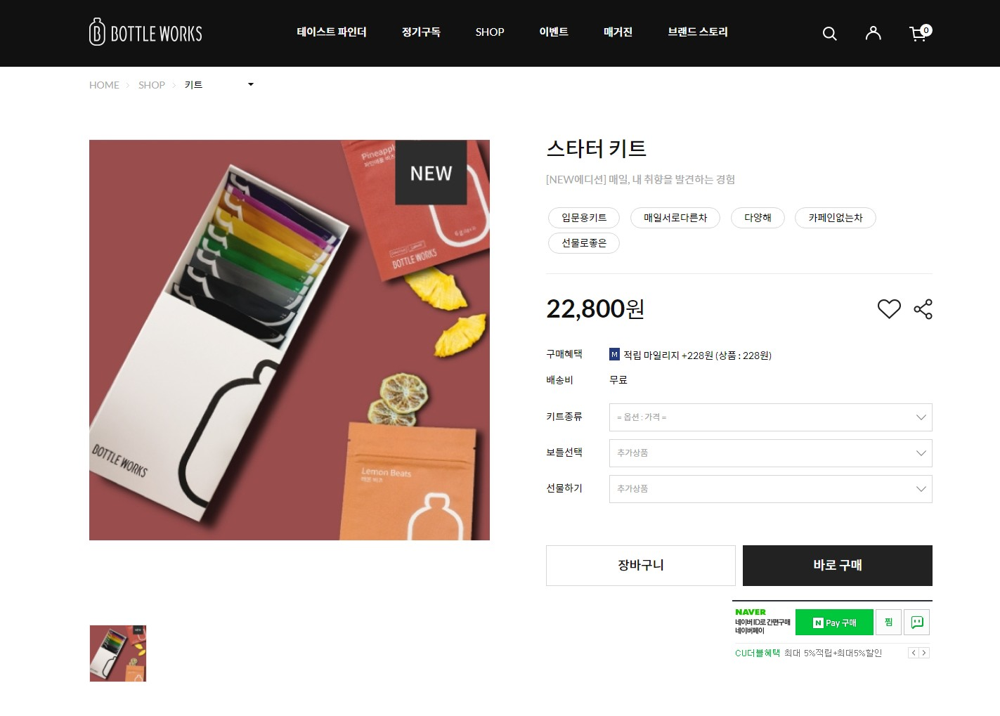 BOTTLE WORKS
테이스트 파인더 정기구독 SHOP 이벤트 매거진 브랜드 스토리
0
HOME SHOP 키트
NEW
Pineapple
BOTTLE WORKS
BOTTLE WORKS
Lemon Beats
레몬 비츠
스타터 키트
[NEW에디션] 매일, 내 취향을 발견하는 경험
입문용키트 매일서로다른차 다양해 카페인없는차
선물로좋은
22,800원
구매혜택 M 적립 마일리지 +228원 (상품 : 228원)
배송비 무료
키트종류 = 옵션 : 가격 =
보틀선택 추가상품
선물하기 추가상품
장바구니 바로 구매
NAVER
네이버 ID로 간편구매
네이버페이
N Pay 구매 찜
CU더블혜택 최대 5%적립+최대5%할인